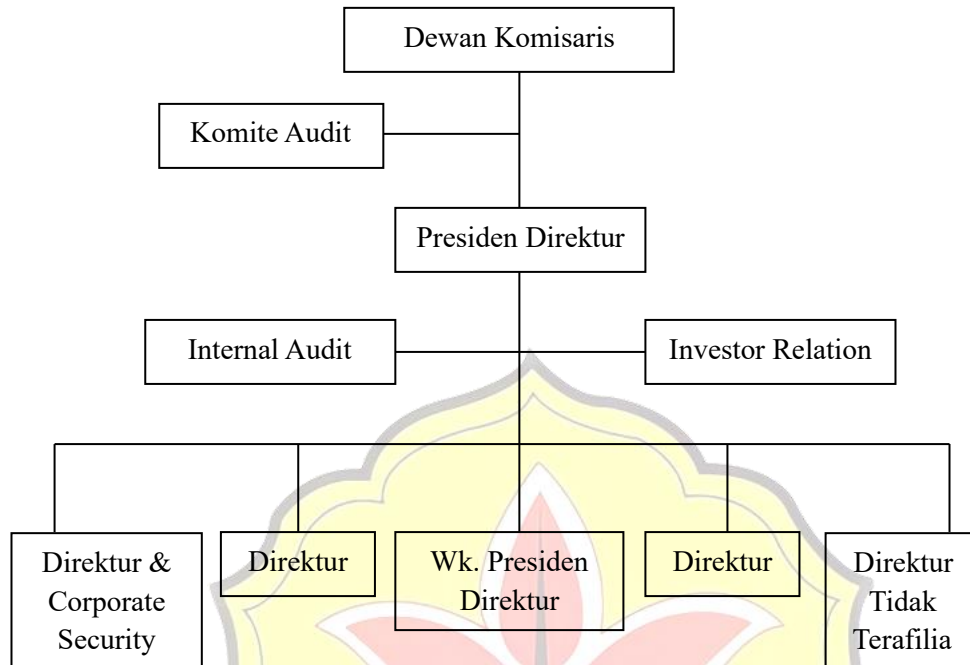 Dewan Komisaris
Komite Audit
Presiden Direktur
Internal Audit
Investor Relation
Direktur &
Corporate
Security
Direktur
Wk. Presiden
Direktur
Direktur
Direktur
Tidak
Terafilia